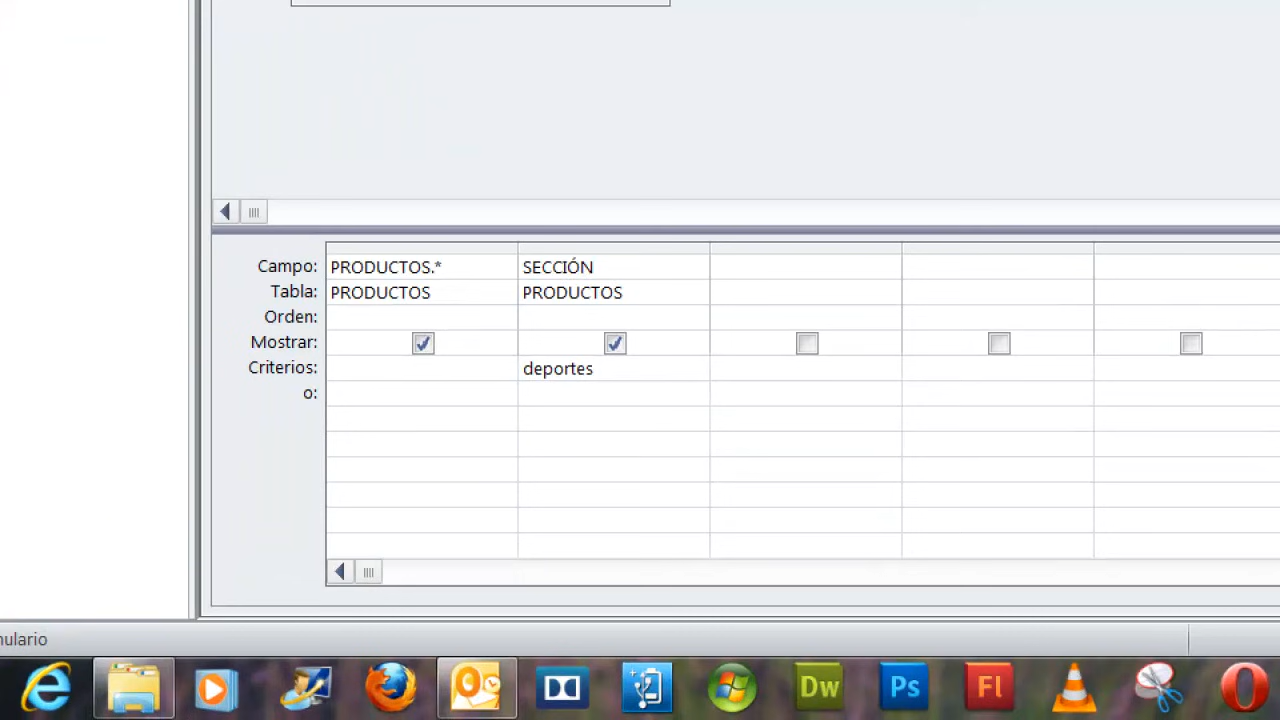 Campo: PRODUCTOS.* SECCIÓN
Tabla: PRODUCTOS PRODUCTOS
Orden:
Mostrar:
Criterios: deportes
o:
nulario
Dw Ps Fl